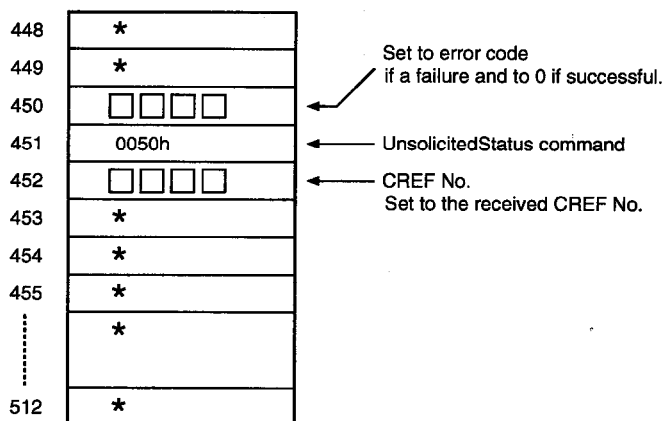 448 *
449 *
450 □□□□
Set to error code
if a failure and to 0 if successful.
451 0050h UnsolicitedStatus command
452 □□□□ CREF No.
Set to the received CREF No.
453 *
454 *
455 *
*
512 *